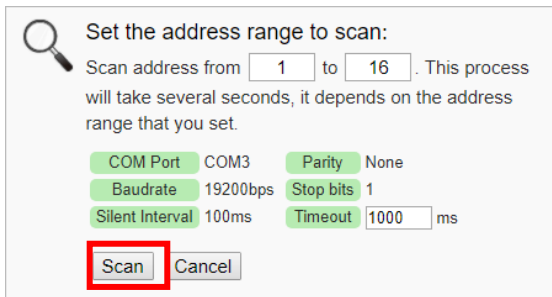 Set the address range to scan:
Scan address from 1 to 16 . This process
will take several seconds, it depends on the address
range that you set.
COM Port COM3 Parity None
Baudrate 19200bps Stop bits 1
Silent Interval 100ms Timeout 1000 ms
Scan Cancel